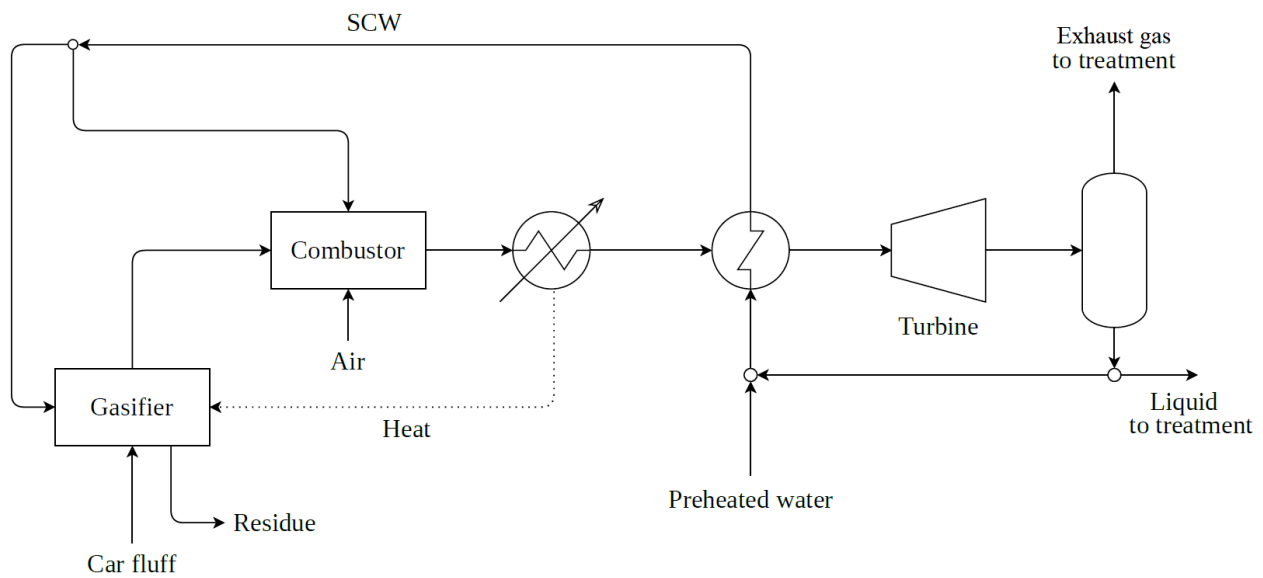 SCW
Exhaust gas
to treatment
Combustor
Turbine
Air
Gasifier
Heat
Liquid
to treatment
Preheated water
Residue
Car fluff